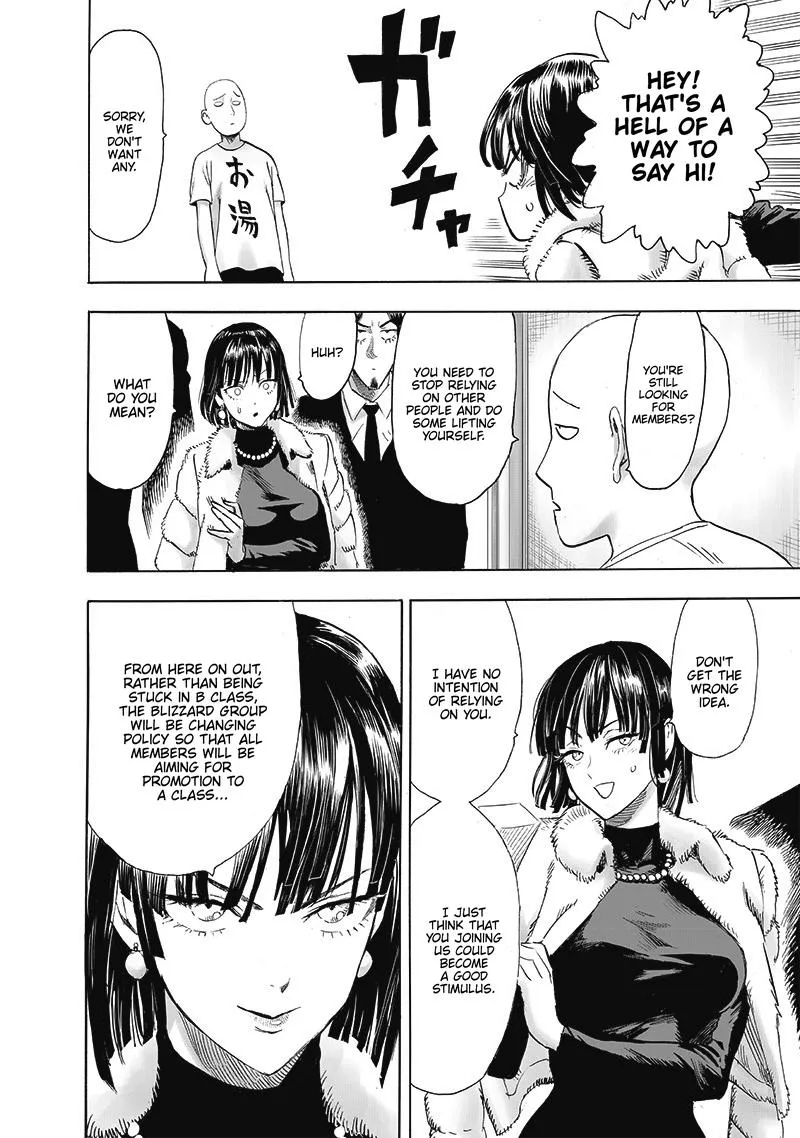 HEY!
THAT'S A
HELL OF A
WAY TO
SAY HI!
ガチャ
SORRY,
WE
DON'T
WANT
ANY.
お湯
YOU'RE
STILL
LOOKING
FOR
MEMBERS?
YOU NEED TO
STOP RELYING
ON OTHER
PEOPLE AND DO
SOME LIFTING
YOURSELF.
HUH?
WHAT
DO YOU
MEAN?
DON'T
GET THE
WRONG
IDEA.
I HAVE NO
INTENTION
OF RELYING
ON YOU.
I JUST
THINK THAT
YOU JOINING
US COULD
BECOME
A GOOD
STIMULUS.
FROM HERE ON OUT,
RATHER THAN BEING
STUCK IN B CLASS,
THE BLIZZARD GROUP
WILL BE CHANGING
POLICY SO THAT ALL
MEMBERS WILL BE
AIMING FOR
PROMOTION TO
A CLASS...